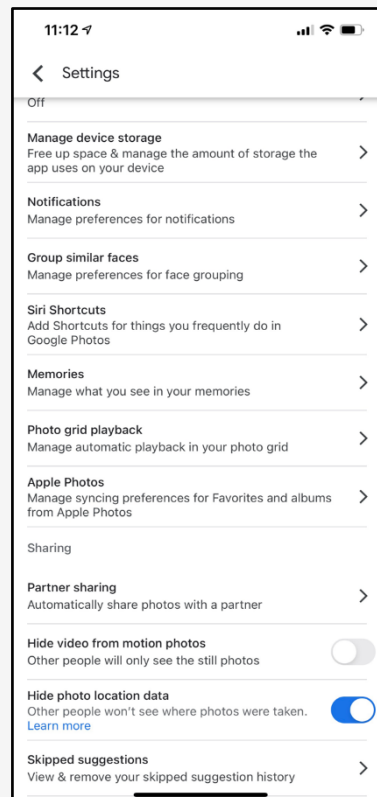 11:12
Settings
Off
Manage device storage
Free up space & manage the amount of storage the
app uses on your device
Notifications
Manage preferences for notifications
Group similar faces
Manage preferences for face grouping
Siri Shortcuts
Add Shortcuts for things you frequently do in
Google Photos
Memories
Manage what you see in your memories
Photo grid playback
Manage automatic playback in your photo grid
Apple Photos
Manage syncing preferences for Favorites and albums
from Apple Photos
Sharing
Partner sharing
Automatically share photos with a partner
Hide video from motion photos
Other people will only see the still photos
Hide photo location data
Other people won't see where photos were taken.
Learn more
Skipped suggestions
View & remove your skipped suggestion history